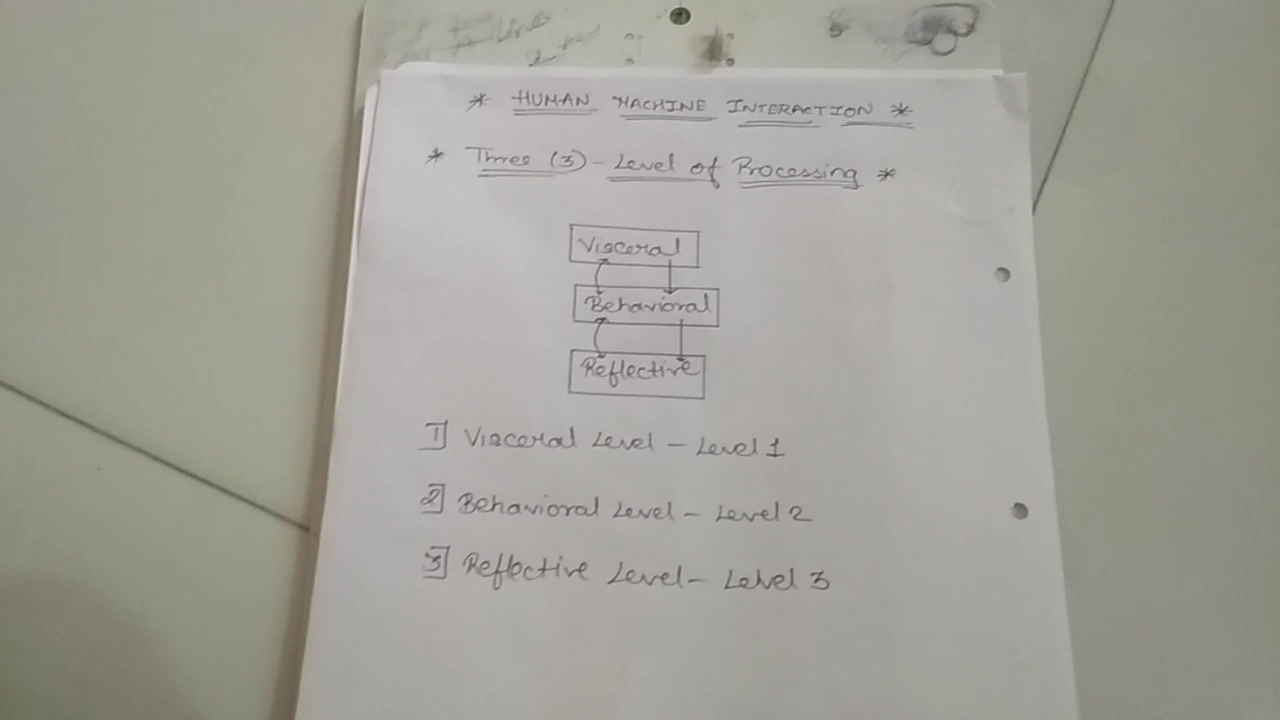 * HUMAN MACHINE INTERACTION *
* Three (3) - Level of Processing *
Visceral
Behavioral
Reflective
1] Visceral Level - Level 1
2] Behavioral Level - Level 2
3] Reflective Level - Level 3